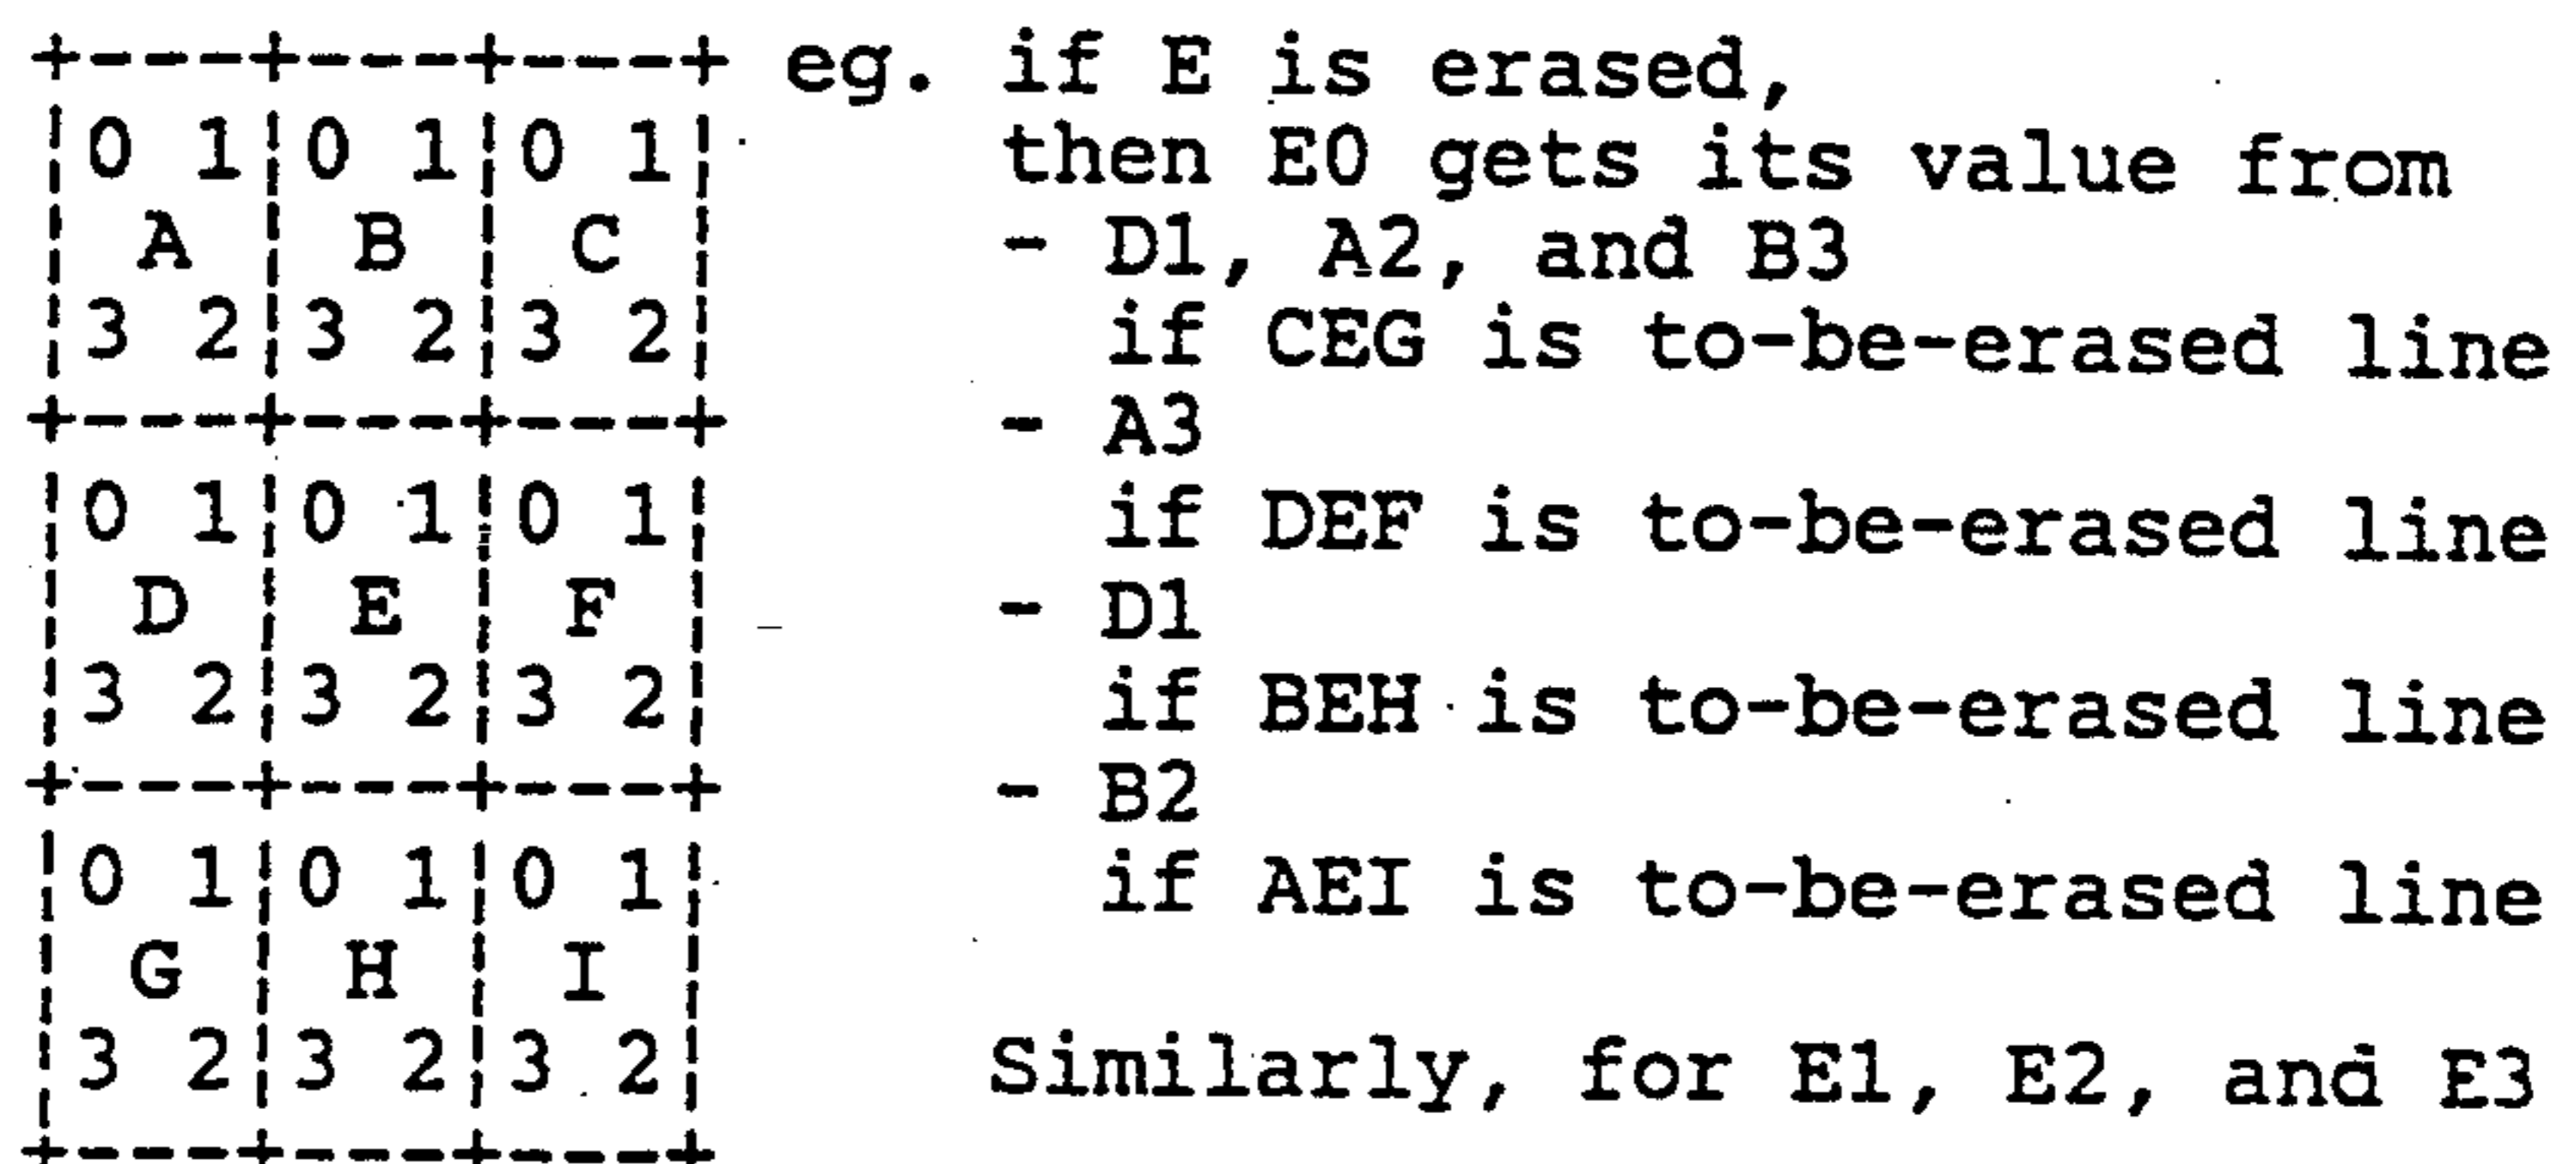 +---+---+---+ eg. if E is erased,
|0 1|0 1|0 1| then E0 gets its value from
| A | B | C | - D1, A2, and B3
|3 2|3 2|3 2| if CEG is to-be-erased line
+---+---+---+ - A3
|0 1|0 1|0 1| if DEF is to-be-erased line
| D | E | F | - D1
|3 2|3 2|3 2| if BEH is to-be-erased line
+---+---+---+ - B2
|0 1|0 1|0 1| if AEI is to-be-erased line
| G | H | I |
|3 2|3 2|3 2| Similarly, for E1, E2, and E3
+---+---+---+